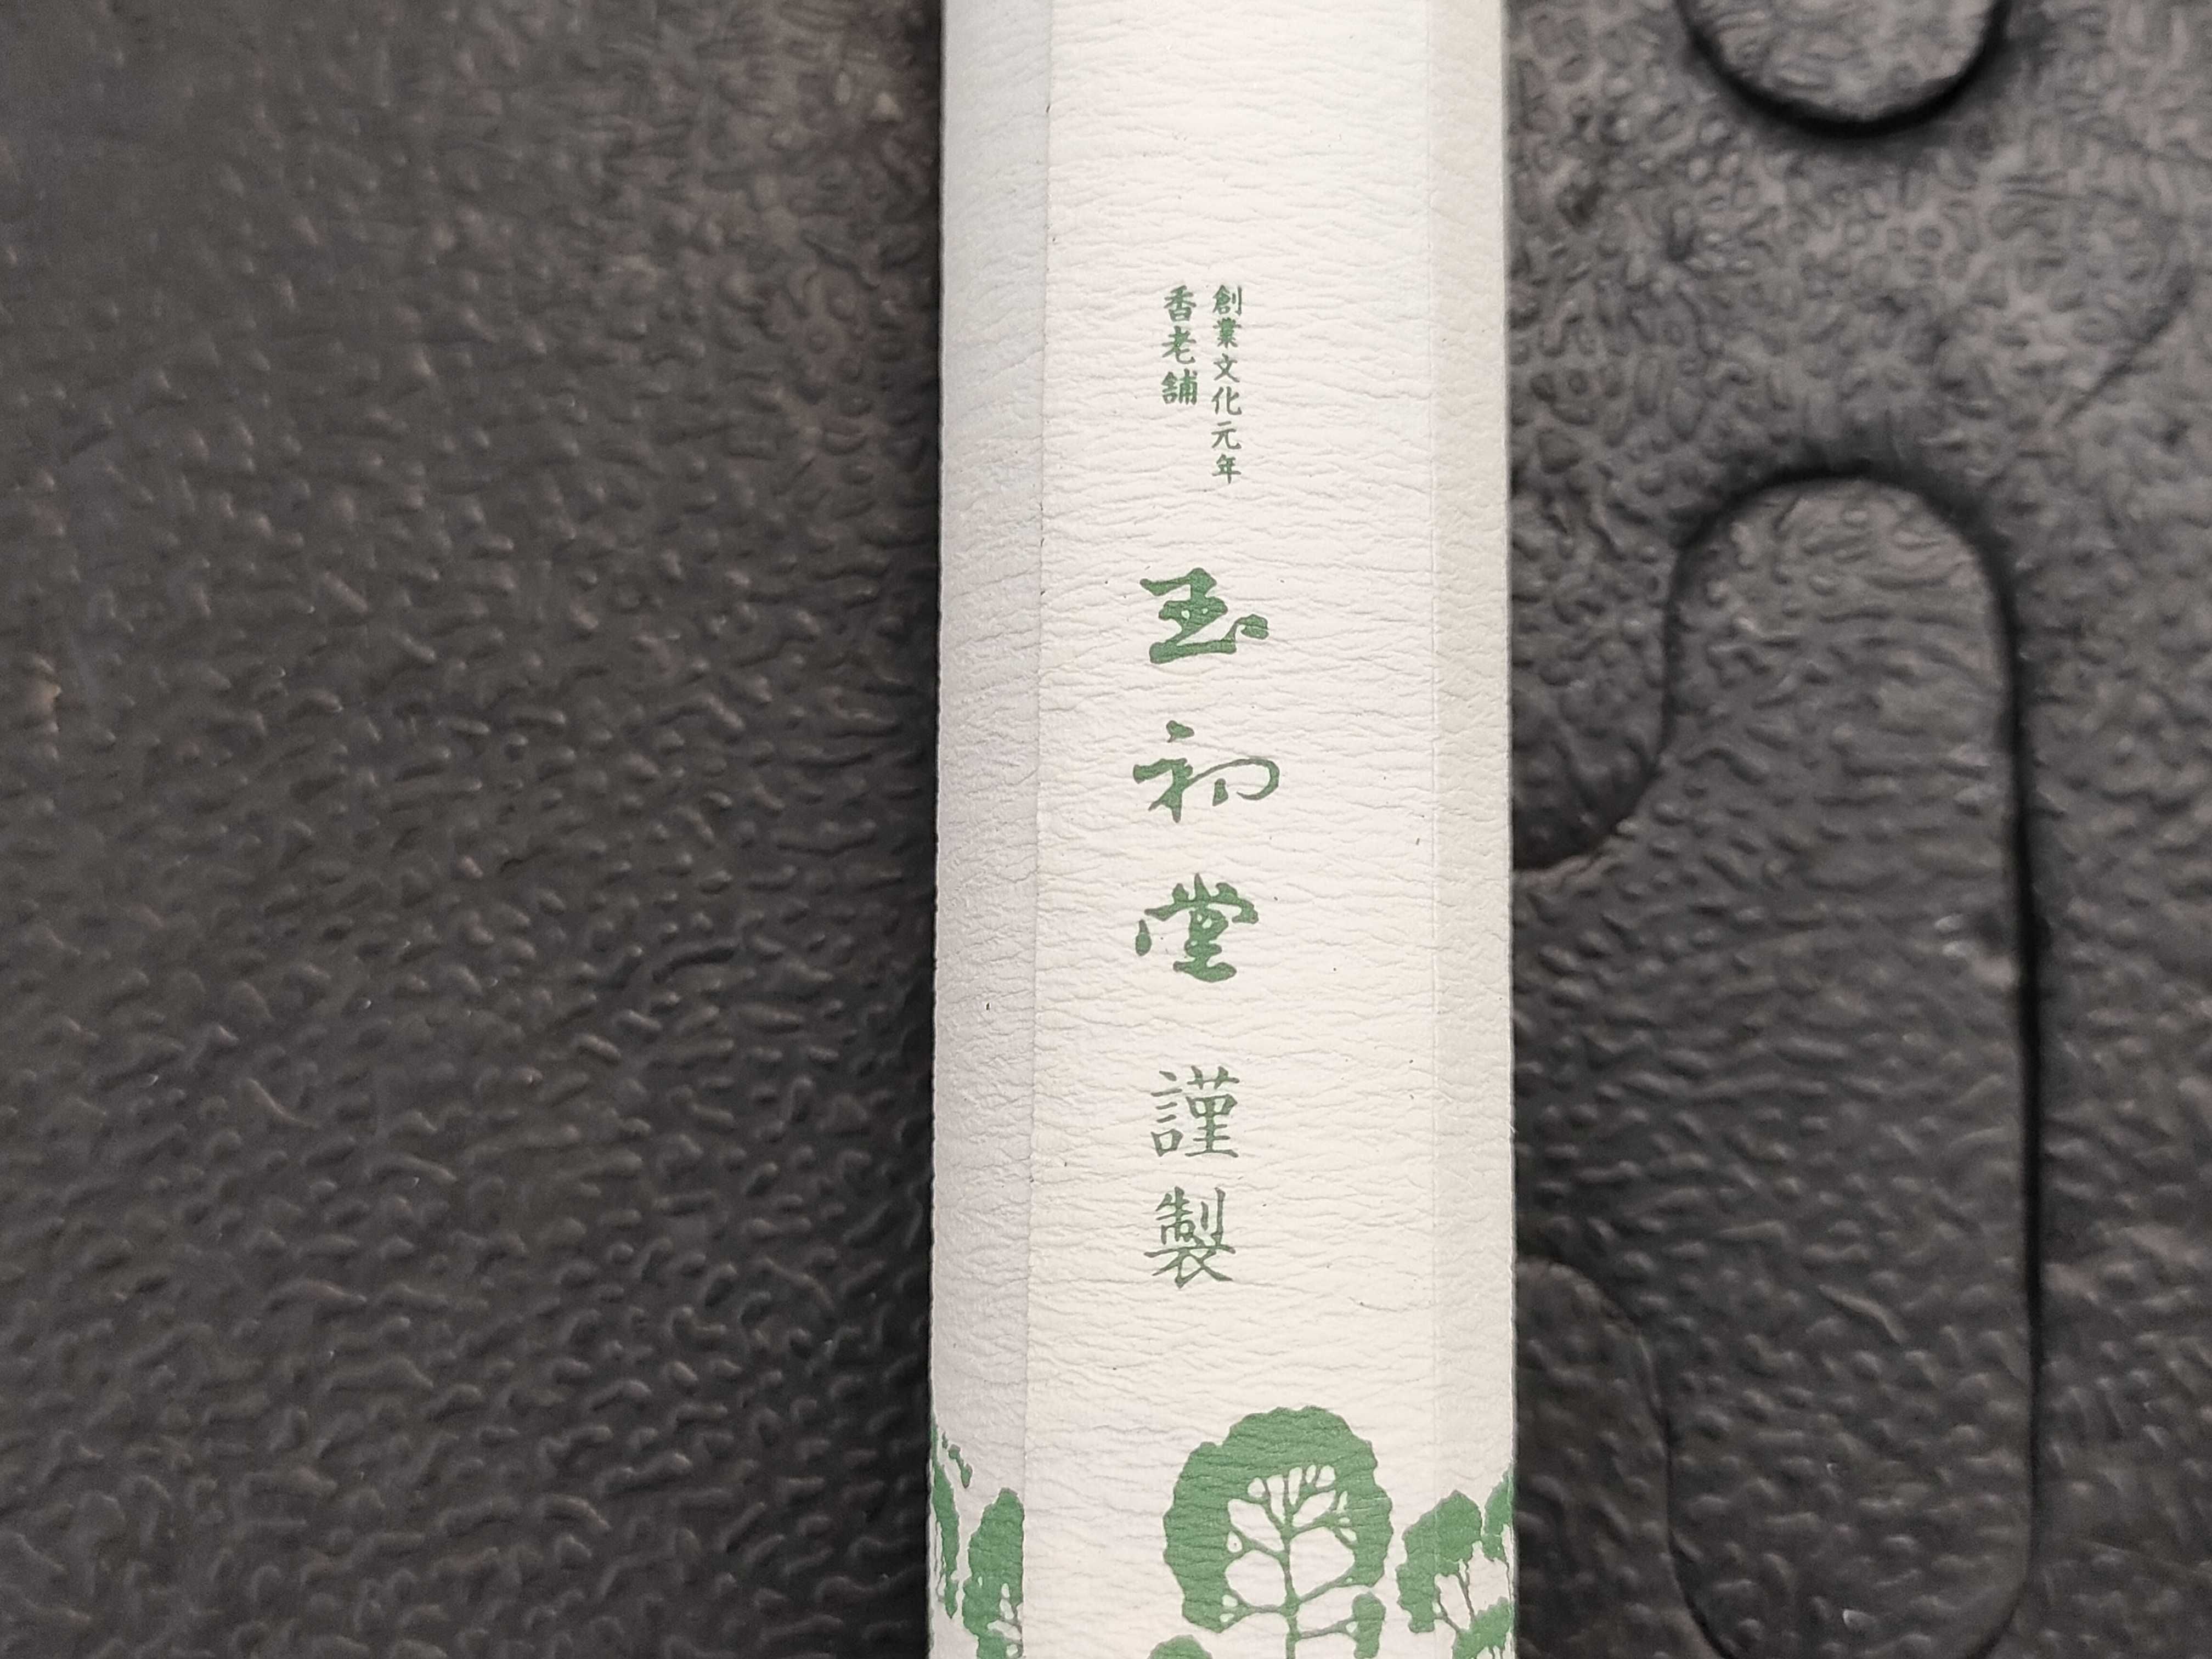 創業文化元年
香老舗
玉初堂
謹製